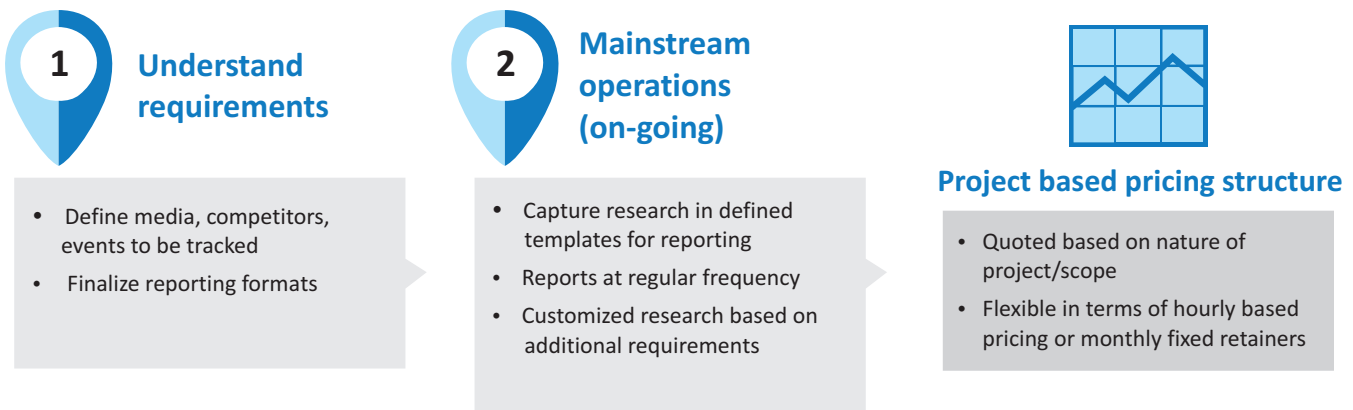 1
Understand
requirements
• Define media, competitors,
events to be tracked
• Finalize reporting formats
2
Mainstream
operations
(on-going)
• Capture research in defined
templates for reporting
• Reports at regular frequency
• Customized research based on
additional requirements
Project based pricing structure
• Quoted based on nature of
project/scope
• Flexible in terms of hourly based
pricing or monthly fixed retainers